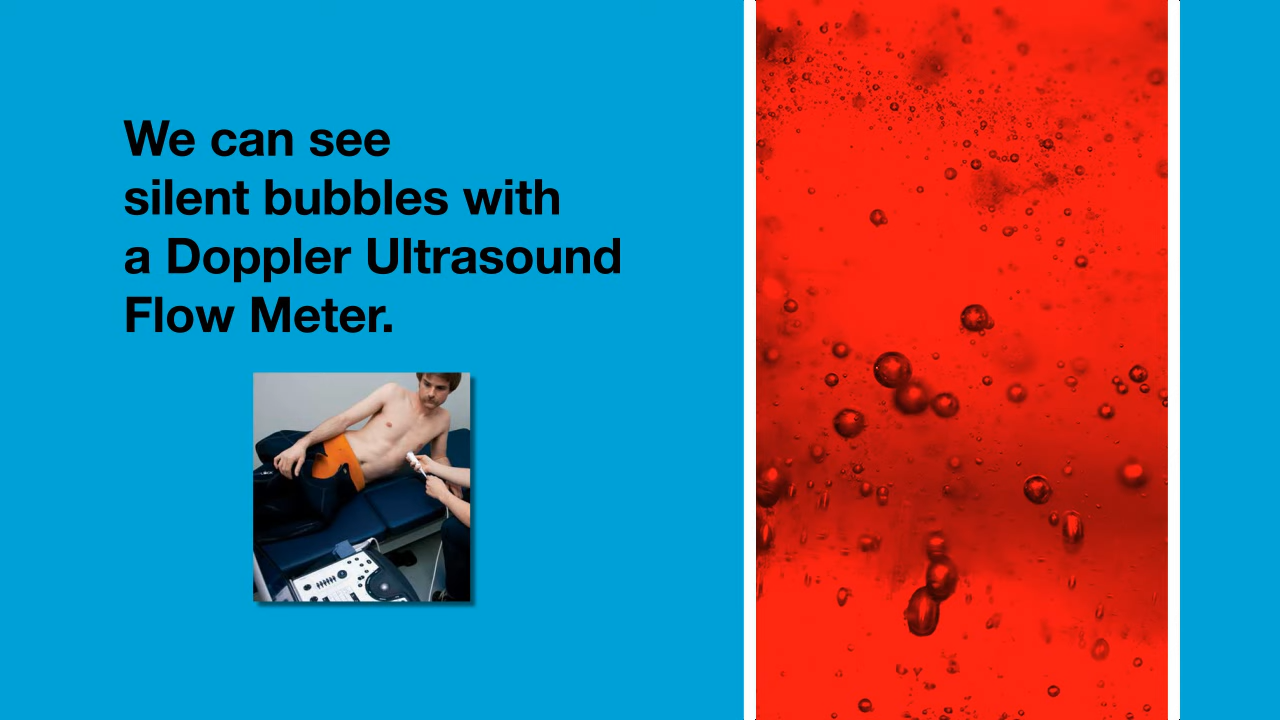 We can see
silent bubbles with
a Doppler Ultrasound
Flow Meter.